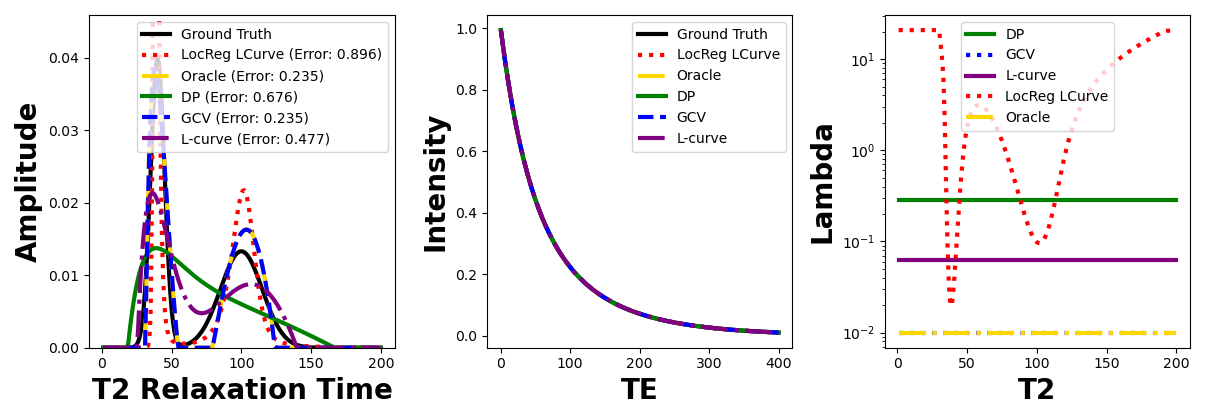 Amplitude
0.04
0.03
0.02
0.01
0.00
Ground Truth
LocReg LCurve (Error: 0.896)
Oracle (Error: 0.235)
DP (Error: 0.676)
GCV (Error: 0.235)
L-curve (Error: 0.477)
0 50 100 150 200
T2 Relaxation Time
Intensity
1.0
0.8
0.6
0.4
0.2
0.0
Ground Truth
LocReg LCurve
Oracle
DP
GCV
L-curve
0 100 200 300 400
TE
Lambda
10¹
10⁰
10⁻¹
10⁻²
DP
GCV
L-curve
LocReg LCurve
Oracle
0 50 100 150 200
T2